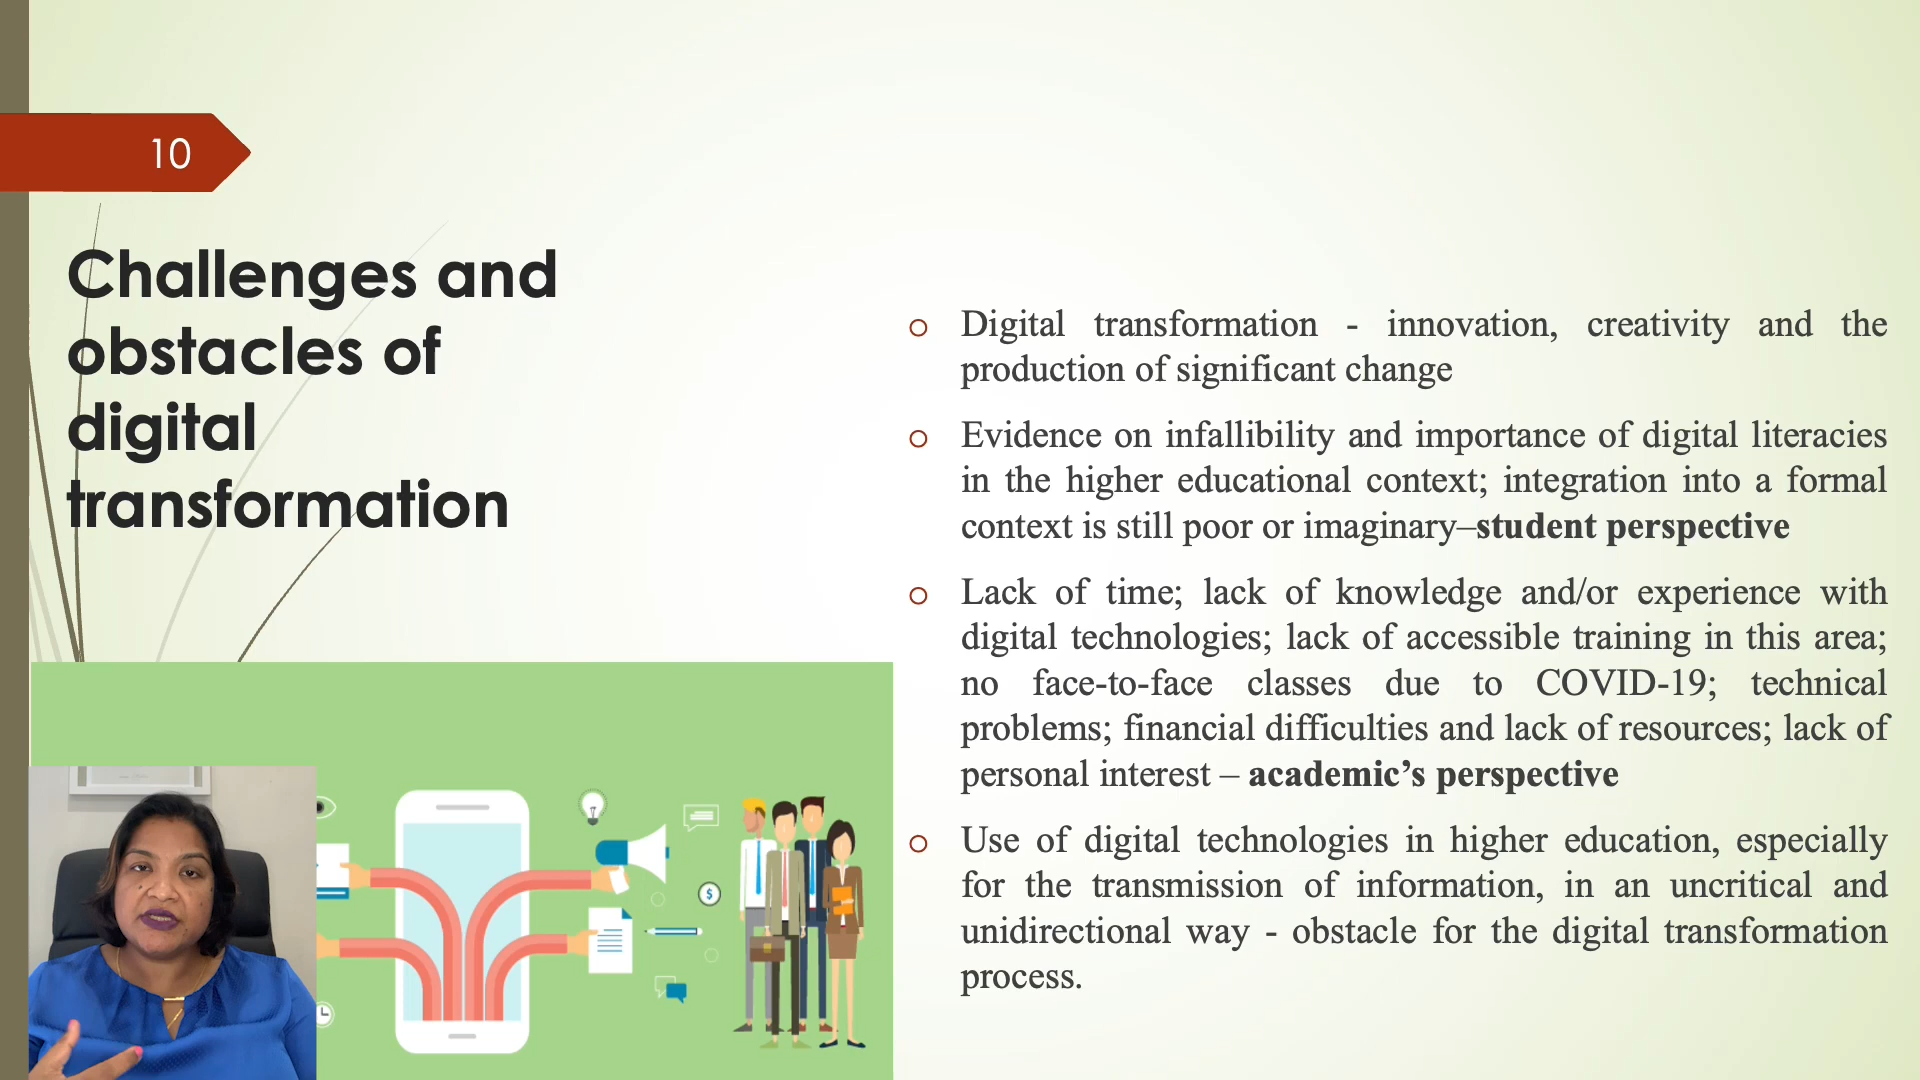 10
Challenges and
obstacles of
digital
transformation
Digital transformation - innovation, creativity and the
production of significant change
Evidence on infallibility and importance of digital literacies
in the higher educational context; integration into a formal
context is still poor or imaginary–student perspective
Lack of time; lack of knowledge and/or experience with
digital technologies; lack of accessible training in this area;
no face-to-face classes due to COVID-19; technical
problems; financial difficulties and lack of resources; lack of
personal interest – academic’s perspective
Use of digital technologies in higher education, especially
for the transmission of information, in an uncritical and
unidirectional way - obstacle for the digital transformation
process.
$